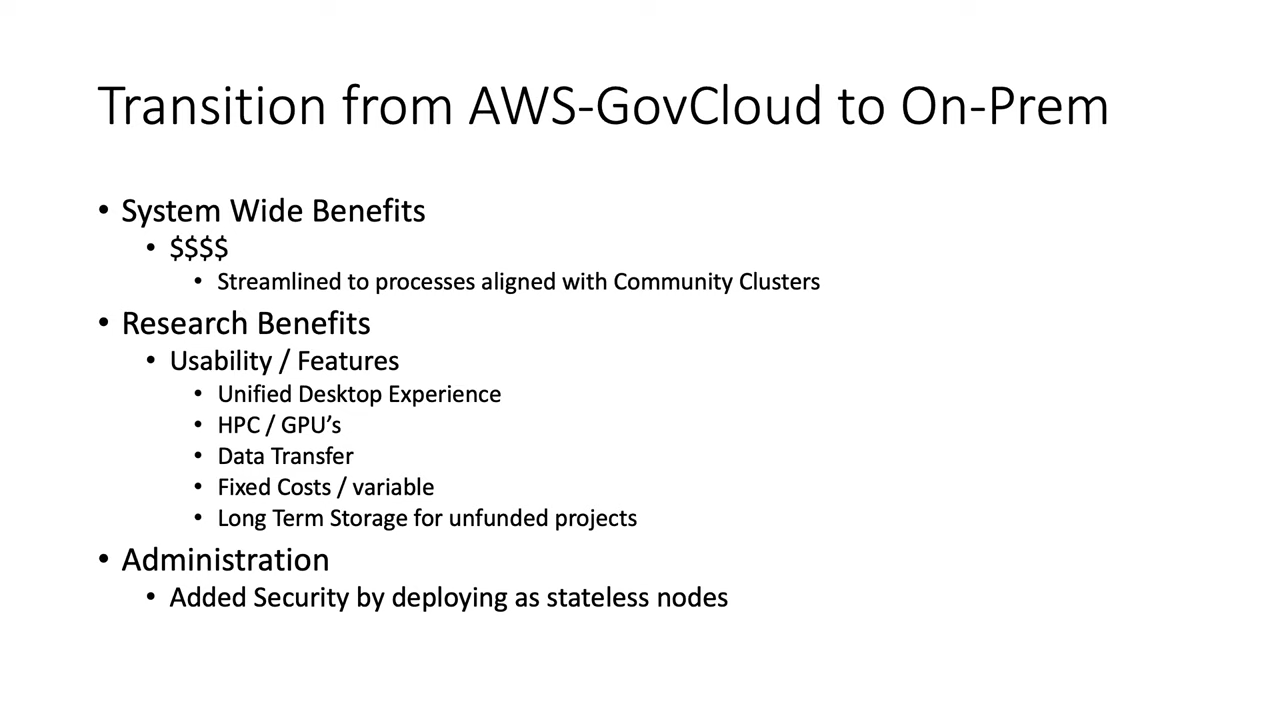 Transition from AWS-GovCloud to On-Prem
• System Wide Benefits
• $$$$
• Streamlined to processes aligned with Community Clusters
• Research Benefits
• Usability / Features
• Unified Desktop Experience
• HPC / GPU’s
• Data Transfer
• Fixed Costs / variable
• Long Term Storage for unfunded projects
• Administration
• Added Security by deploying as stateless nodes